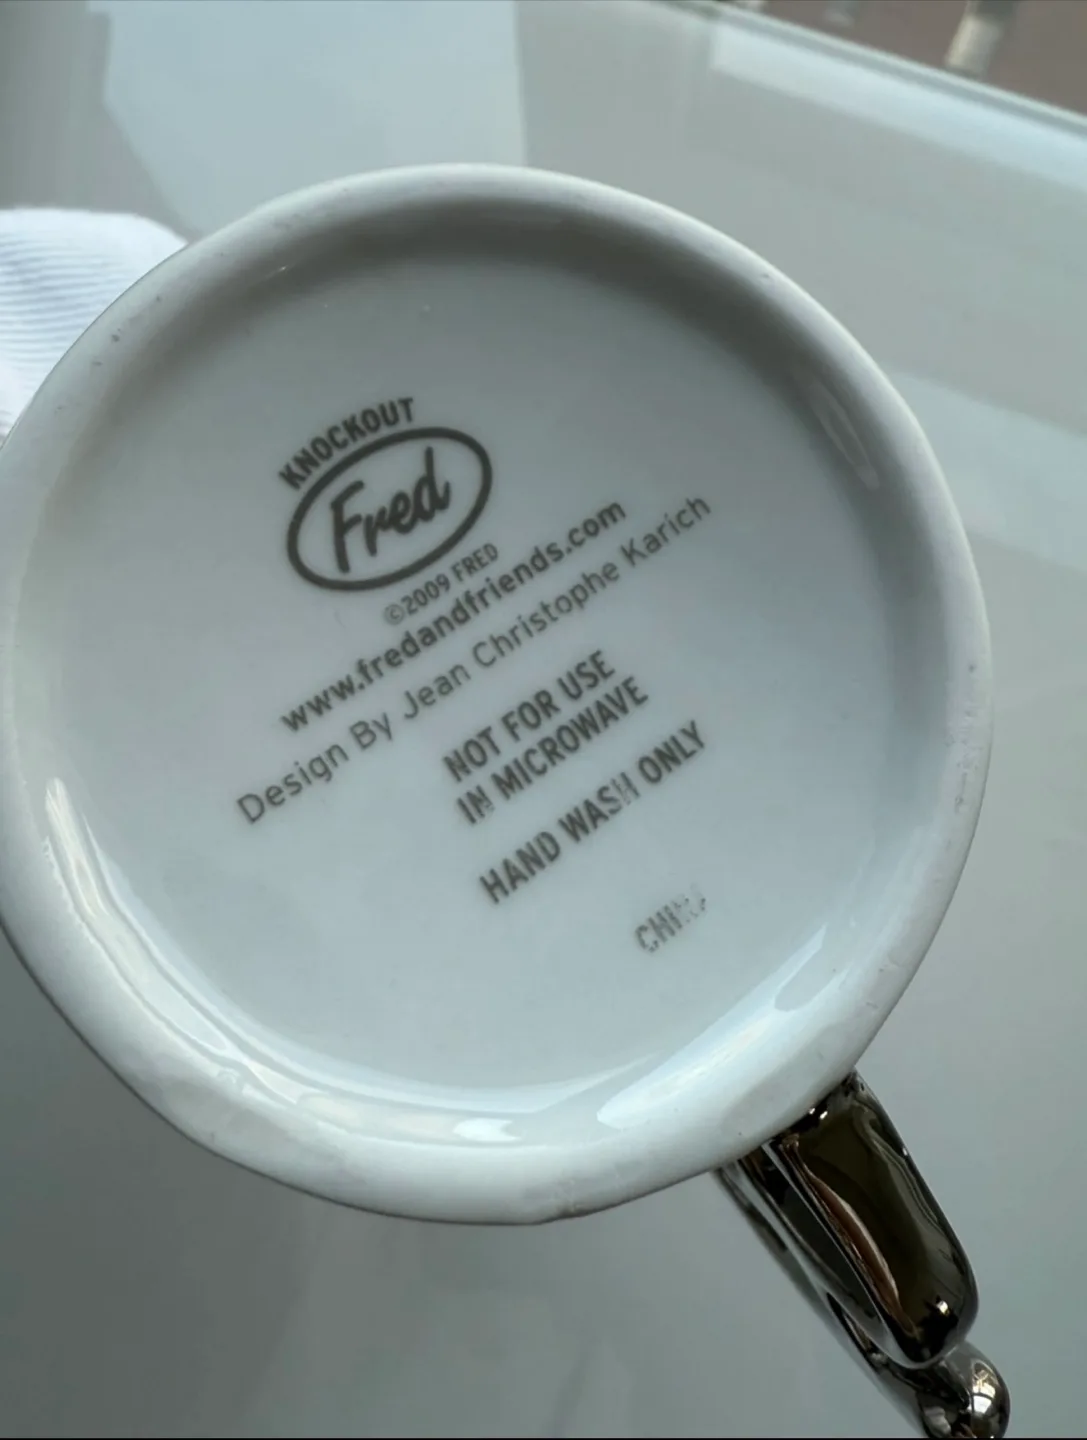 KNOCKOUT
Fred
©2009 FRED
www.fredandfriends.com
Design By Jean Christophe Karich
NOT FOR USE
IN MICROWAVE
HAND WASH ONLY
CHINA